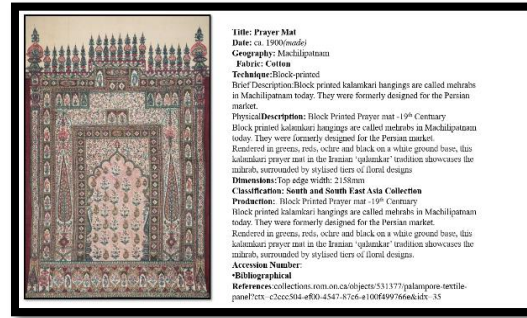 Title: Prayer Mat
Date: ca. 1900(made)
Geography: Machilipatnam
Fabric: Cotton
Technique:Block-printed
Brief Description:Block printed kalamkari hangings are called mehrabs
in Machilipatnam today. They were formerly designed for the Persian
market.
PhysicalDescription: Block Printed Prayer mat -19th Centuary
Block printed kalamkari hangings are called mehrabs in Machilipatnam
today. They were formerly designed for the Persian market.
Rendered in greens, reds, ochre and black on a white ground base, this
kalamkari prayer mat in the Iranian 'qalamkar' tradition showcases the
mihrab, surrounded by stylised tiers of floral designs
Dimensions:Top edge width: 2158mm
Classification: South and South East Asia Collection
Production: Block Printed Prayer mat -19th Centuary
Block printed kalamkari hangings are called mehrabs in Machilipatnam
today. They were formerly designed for the Persian market.
Rendered in greens, reds, ochre and black on a white ground base, this
kalamkari prayer mat in the Iranian 'qalamkar' tradition showcases the
mihrab, surrounded by stylised tiers of floral designs
Accession Number:
•Bibliographical
References:collections.rom.on.ca/objects/531377/palampore-textile-
panel?ctx=c2ccc504-ef00-4547-87c6-e100f499766e&idx=35